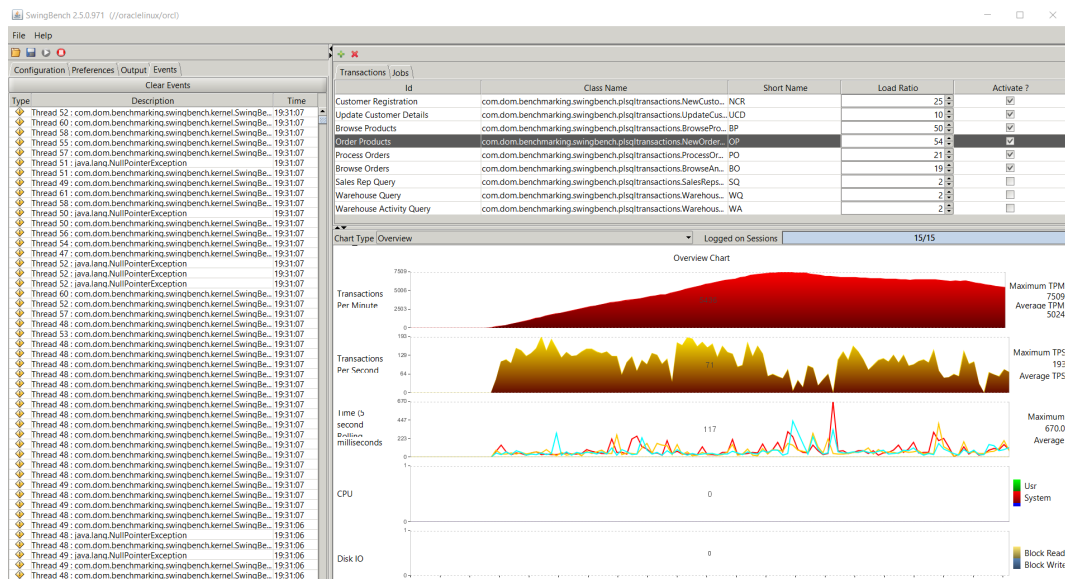 SwingBench 2.5.0.971 (//oraclelinux/orcl)
File Help
Configuration Preferences Output Events
Clear Events
Type Description Time
Thread 52 : com.dom.benchmarking.swingbench.kernel.SwingBe... 19:31:07
Thread 60 : com.dom.benchmarking.swingbench.kernel.SwingBe... 19:31:07
Thread 58 : com.dom.benchmarking.swingbench.kernel.SwingBe... 19:31:07
Thread 55 : com.dom.benchmarking.swingbench.kernel.SwingBe... 19:31:07
Thread 57 : com.dom.benchmarking.swingbench.kernel.SwingBe... 19:31:07
Thread 51 : java.lang.NullPointerException 19:31:07
Thread 51 : com.dom.benchmarking.swingbench.kernel.SwingBe... 19:31:07
Thread 49 : com.dom.benchmarking.swingbench.kernel.SwingBe... 19:31:07
Thread 61 : com.dom.benchmarking.swingbench.kernel.SwingBe... 19:31:07
Thread 58 : com.dom.benchmarking.swingbench.kernel.SwingBe... 19:31:07
Thread 50 : java.lang.NullPointerException 19:31:07
Thread 50 : com.dom.benchmarking.swingbench.kernel.SwingBe... 19:31:07
Thread 56 : com.dom.benchmarking.swingbench.kernel.SwingBe... 19:31:07
Thread 54 : com.dom.benchmarking.swingbench.kernel.SwingBe... 19:31:07
Thread 47 : com.dom.benchmarking.swingbench.kernel.SwingBe... 19:31:07
Thread 52 : java.lang.NullPointerException 19:31:07
Thread 52 : java.lang.NullPointerException 19:31:07
Thread 52 : java.lang.NullPointerException 19:31:07
Thread 60 : com.dom.benchmarking.swingbench.kernel.SwingBe... 19:31:07
Thread 52 : com.dom.benchmarking.swingbench.kernel.SwingBe... 19:31:07
Thread 57 : com.dom.benchmarking.swingbench.kernel.SwingBe... 19:31:07
Thread 48 : com.dom.benchmarking.swingbench.kernel.SwingBe... 19:31:07
Thread 53 : com.dom.benchmarking.swingbench.kernel.SwingBe... 19:31:07
Thread 48 : com.dom.benchmarking.swingbench.kernel.SwingBe... 19:31:07
Thread 48 : com.dom.benchmarking.swingbench.kernel.SwingBe... 19:31:07
Thread 48 : com.dom.benchmarking.swingbench.kernel.SwingBe... 19:31:07
Thread 48 : com.dom.benchmarking.swingbench.kernel.SwingBe... 19:31:07
Thread 48 : com.dom.benchmarking.swingbench.kernel.SwingBe... 19:31:07
Thread 48 : com.dom.benchmarking.swingbench.kernel.SwingBe... 19:31:07
Thread 48 : com.dom.benchmarking.swingbench.kernel.SwingBe... 19:31:07
Thread 48 : com.dom.benchmarking.swingbench.kernel.SwingBe... 19:31:07
Thread 48 : com.dom.benchmarking.swingbench.kernel.SwingBe... 19:31:07
Thread 48 : com.dom.benchmarking.swingbench.kernel.SwingBe... 19:31:07
Thread 48 : com.dom.benchmarking.swingbench.kernel.SwingBe... 19:31:07
Thread 48 : com.dom.benchmarking.swingbench.kernel.SwingBe... 19:31:07
Thread 48 : com.dom.benchmarking.swingbench.kernel.SwingBe... 19:31:07
Thread 48 : com.dom.benchmarking.swingbench.kernel.SwingBe... 19:31:07
Thread 49 : com.dom.benchmarking.swingbench.kernel.SwingBe... 19:31:07
Thread 48 : com.dom.benchmarking.swingbench.kernel.SwingBe... 19:31:07
Thread 49 : com.dom.benchmarking.swingbench.kernel.SwingBe... 19:31:07
Thread 48 : com.dom.benchmarking.swingbench.kernel.SwingBe... 19:31:07
Thread 49 : com.dom.benchmarking.swingbench.kernel.SwingBe... 19:31:06
Thread 48 : java.lang.NullPointerException 19:31:06
Thread 48 : com.dom.benchmarking.swingbench.kernel.SwingBe... 19:31:06
Thread 49 : java.lang.NullPointerException 19:31:06
Thread 49 : com.dom.benchmarking.swingbench.kernel.SwingBe... 19:31:06
Thread 48 : com.dom.benchmarking.swingbench.kernel.SwingBe... 19:31:06
Transactions Jobs
Id Class Name Short Name Load Ratio Activate ?
Customer Registration com.dom.benchmarking.swingbench.plsqltransactions.NewCusto... NCR 25
Update Customer Details com.dom.benchmarking.swingbench.plsqltransactions.UpdateCus... UCD 10
Browse Products com.dom.benchmarking.swingbench.plsqltransactions.BrowsePro... BP 50
Order Products com.dom.benchmarking.swingbench.plsqltransactions.NewOrder... OP 54
Process Orders com.dom.benchmarking.swingbench.plsqltransactions.ProcessOr... PO 21
Browse Orders com.dom.benchmarking.swingbench.plsqltransactions.BrowseAn... BO 19
Sales Rep Query com.dom.benchmarking.swingbench.plsqltransactions.SalesReps... SQ 2
Warehouse Query com.dom.benchmarking.swingbench.plsqltransactions.Warehous... WQ 2
Warehouse Activity Query com.dom.benchmarking.swingbench.plsqltransactions.Warehous... WA 2
Chart Type Overview Logged on Sessions 15/15
Overview Chart
Transactions Per Minute
7509
5006
2503
0
Maximum TPM
7509
Average TPM
5024
Transactions Per Second
193
128
64
0
71
Maximum TPS
193
Average TPS
Time (5
second
Rolling
milliseconds
670
447
223
0
117
Maximum
670.0
Average
CPU
1
0
0
Usr
System
Disk IO
1
0
0
Block Read
Block Write